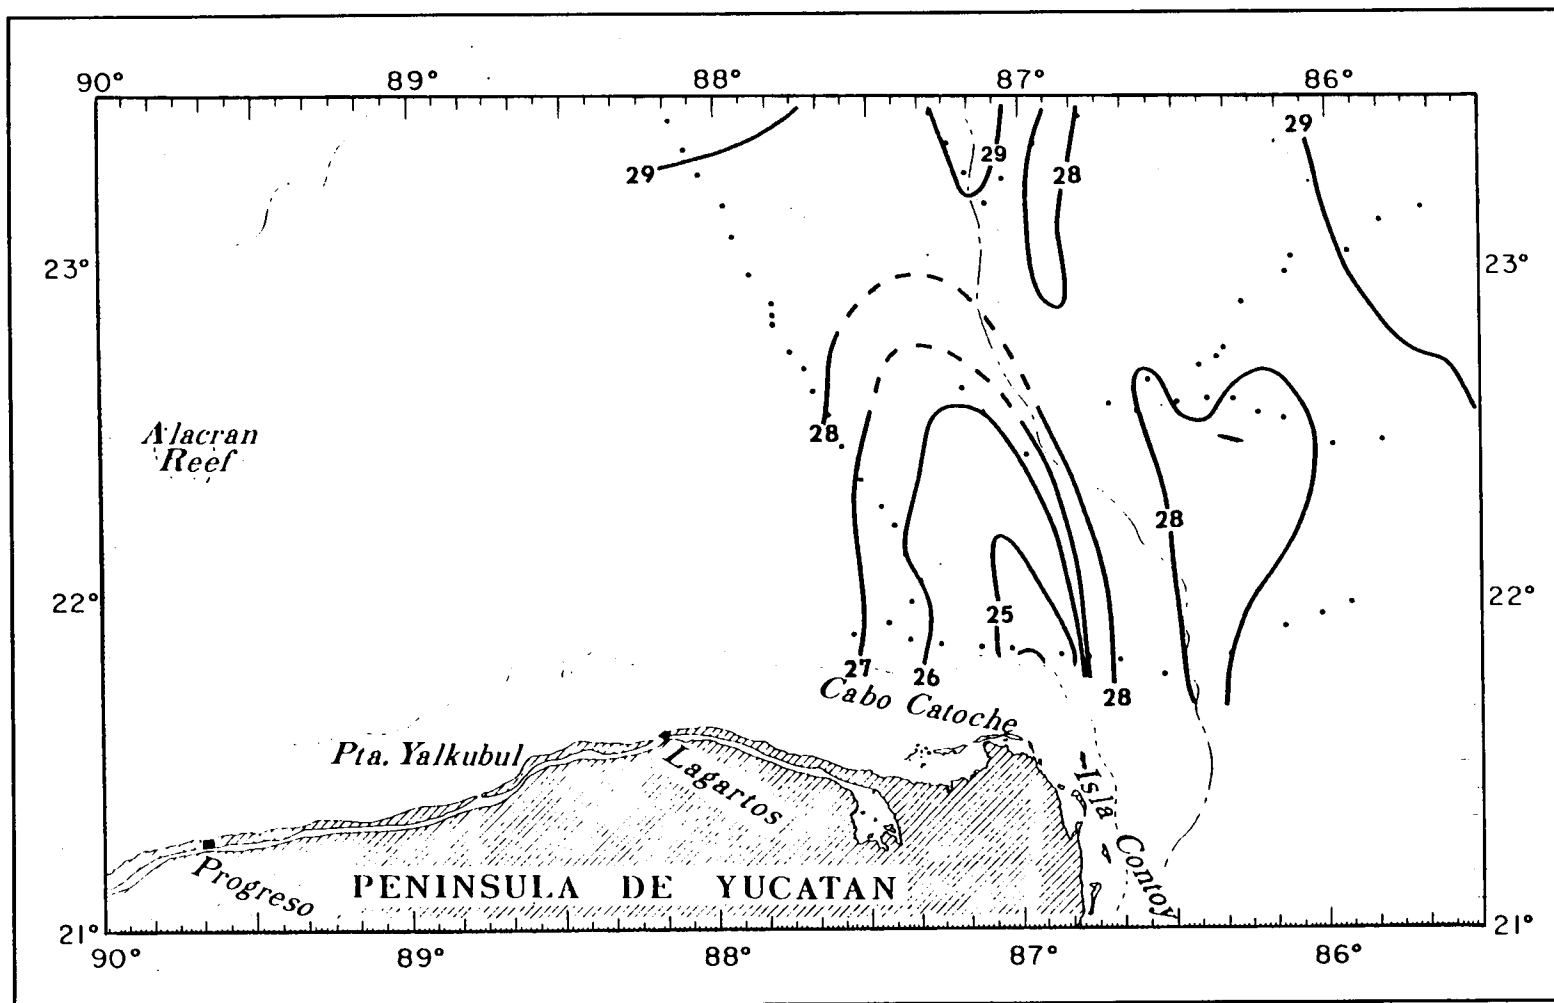 90° 89° 88° 87° 86°
29
29
29
28
23° 23°
28
Alacran
Reef
28
22° 22°
25
27
26
28
Cabo Catoche
Pta. Yalkubul
Lagartos
Isla Contoy
Progreso
PENINSULA DE YUCATAN
21° 21°
90° 89° 88° 87° 86°